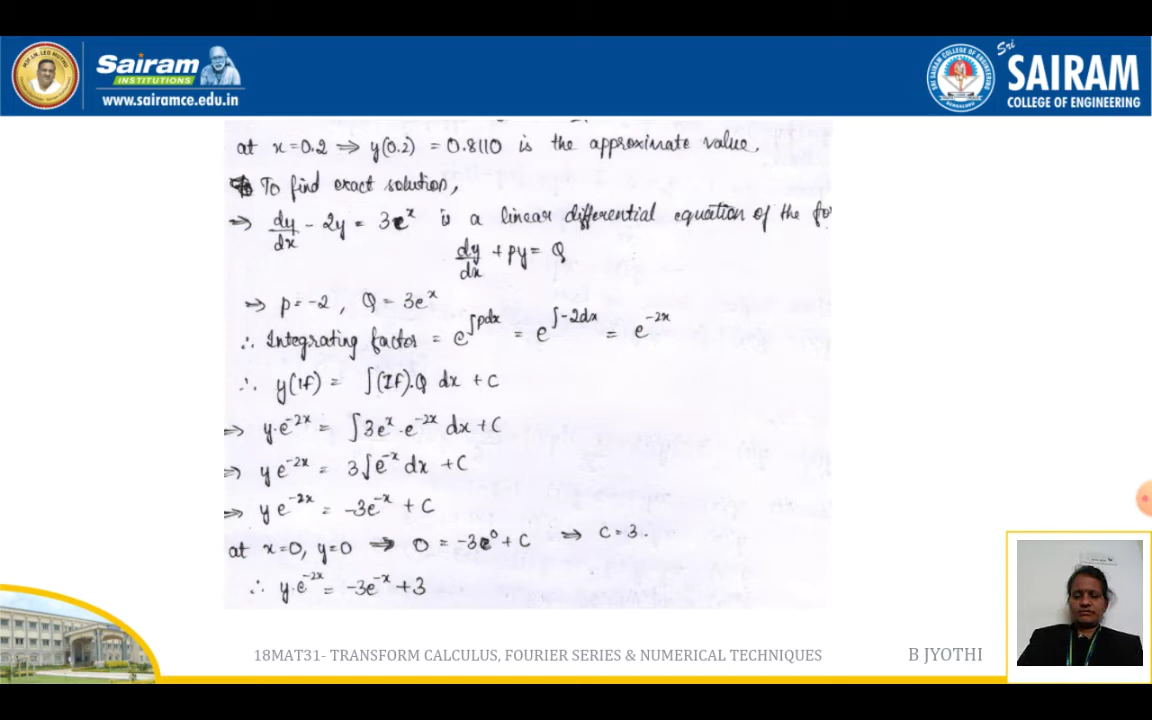 Sairam
INSTITUTIONS
www.sairamce.edu.in
Sri
SAIRAM
COLLEGE OF ENGINEERING
at x=0.2 ⇒ y(0.2) = 0.8110 is the approximate value.
To find exact solution,
⇒ dy/dx - 2y = 3e^x is a linear differential equation of the fo
dy/dx + py = Q
⇒ p = -2, Q = 3e^x
∴ Integrating factor = e^∫pdx = e^∫-2dx = e^-2x
∴ y(IF) = ∫(IF).Q dx + C
⇒ y.e^-2x = ∫3e^x . e^-2x dx + C
⇒ y e^-2x = 3∫e^-x dx + C
⇒ y e^-2x = -3e^-x + C
at x=0, y=0 ⇒ 0 = -3e^0 + C ⇒ C = 3.
∴ y.e^-2x = -3e^-x + 3
18MAT31- TRANSFORM CALCULUS, FOURIER SERIES & NUMERICAL TECHNIQUES
B JYOTHI